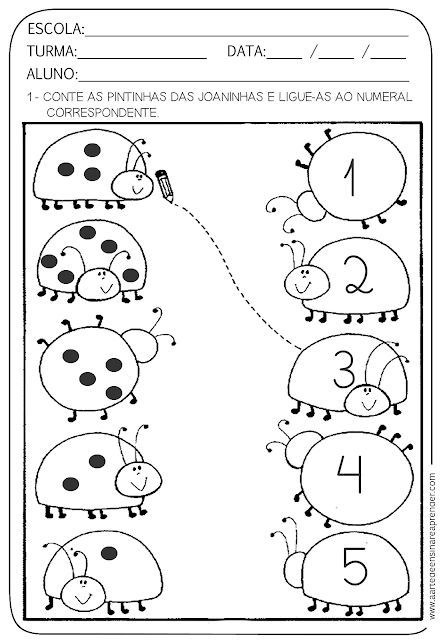 ESCOLA:
TURMA: DATA: / /
ALUNO:
1- CONTE AS PINTINHAS DAS JOANINHAS E LIGUE-AS AO NUMERAL
CORRESPONDENTE.
1
2
3
4
5
www.aarteoeensinareaprender.com